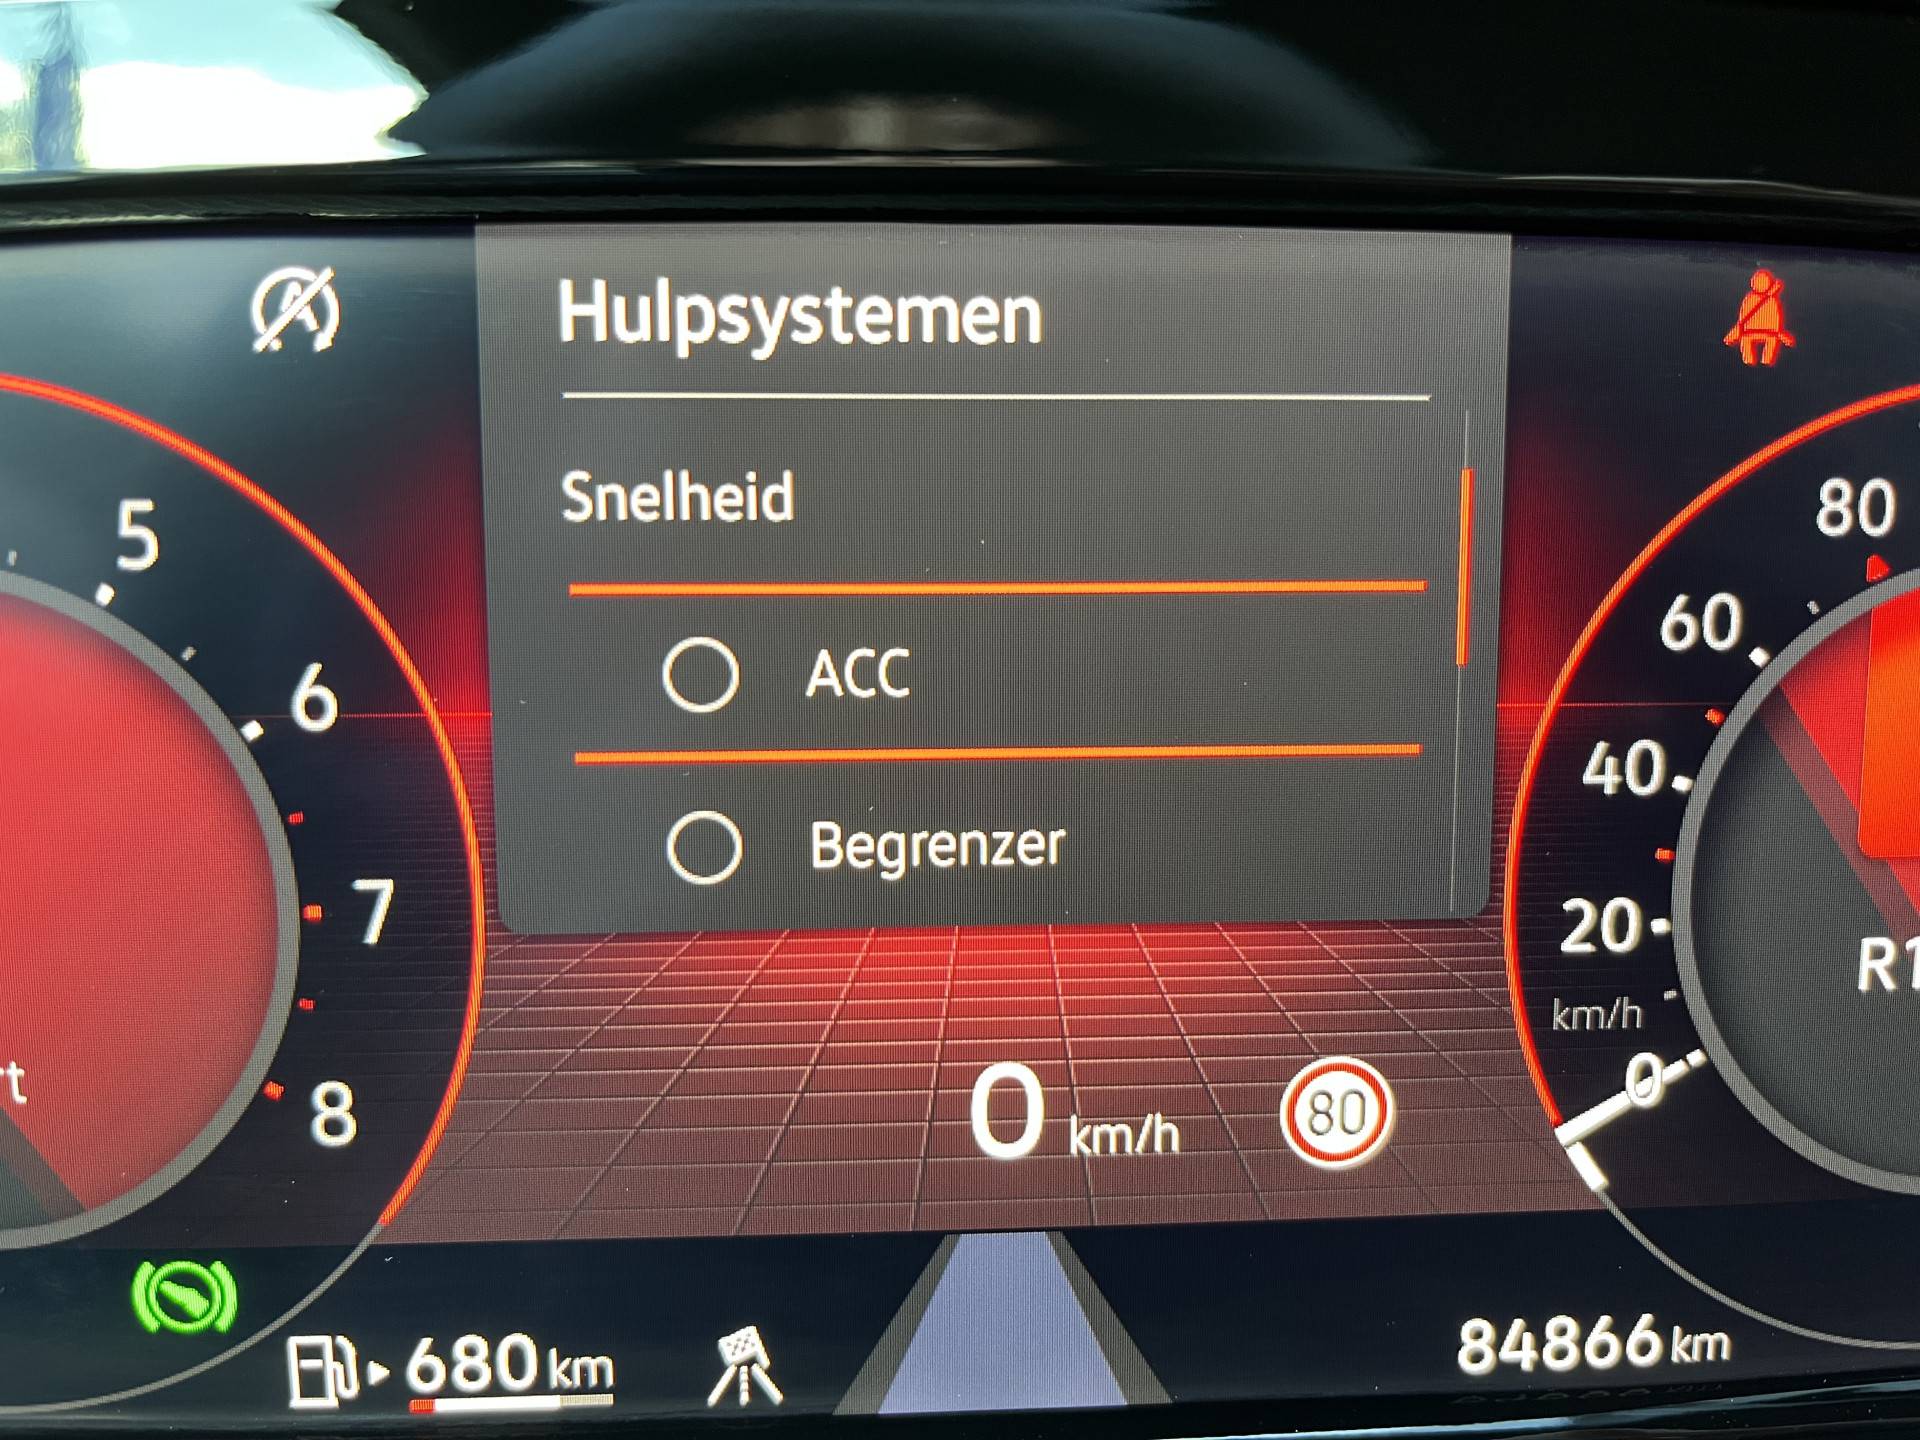 Hulpsystemen
Snelheid
ACC
Begrenzer
5
6
7
8
80
60
40
20
km/h
0
0 km/h
80
680 km
84866 km